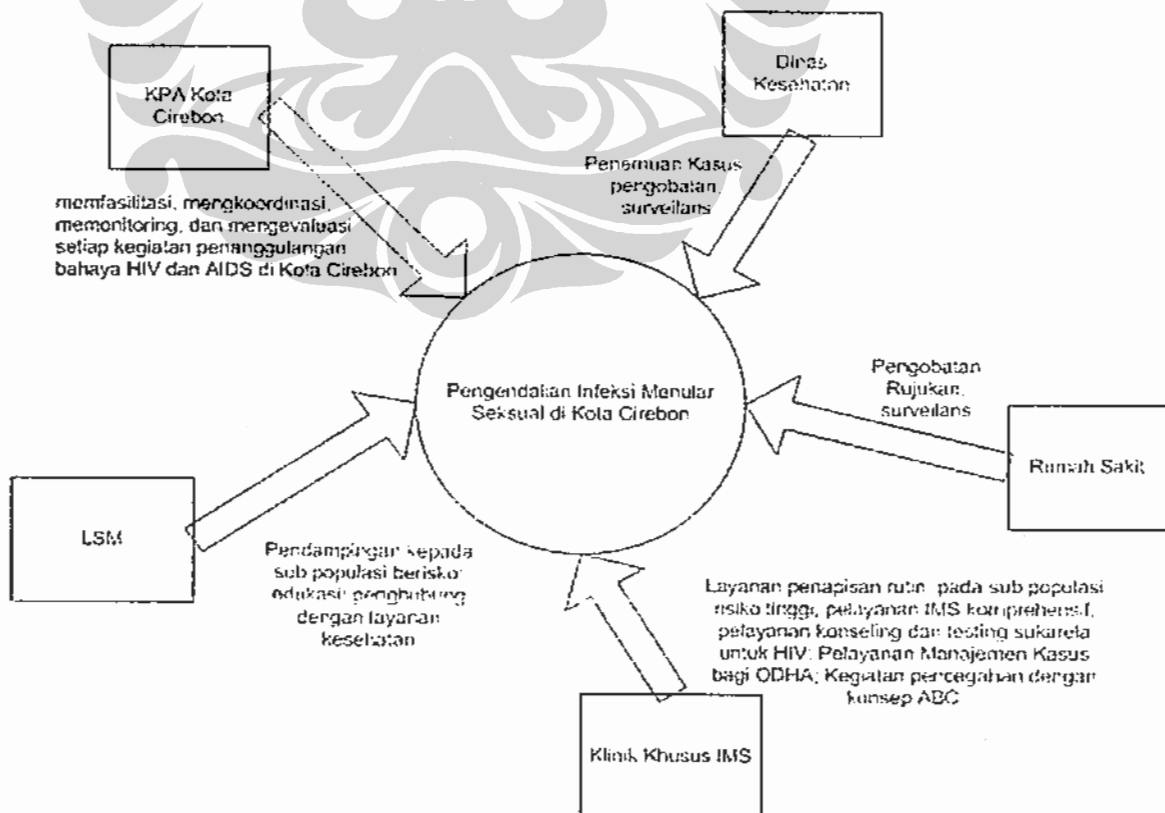 KPA Kota
Cirebon
Dinas
Kesehatan
Penemuan Kasus
pengobatan,
surveilans
memfasilitasi, mengkoordinasi,
memonitoring, dan mengevaluasi
setiap kegiatan penanggulangan
bahaya HIV dan AIDS di Kota Cirebon
Pengendalian Infeksi Menular
Seksual di Kota Cirebon
Pengobatan
Rujukan,
surveilans
Rumah Sakit
LSM
Pendampingan kepada
sub populasi berisko:
edukasi: penghubung
dengan layanan
kesehatan
Layanan penapisan rutin pada sub populasi
risiko tinggi, pelayanan IMS komprehensif,
pelayanan konseling dan testing sukarela
untuk HIV; Pelayanan Manajemen Kasus
bagi ODHA; Kegiatan pencegahan dengan
konsep ABC
Klinik Khusus IMS